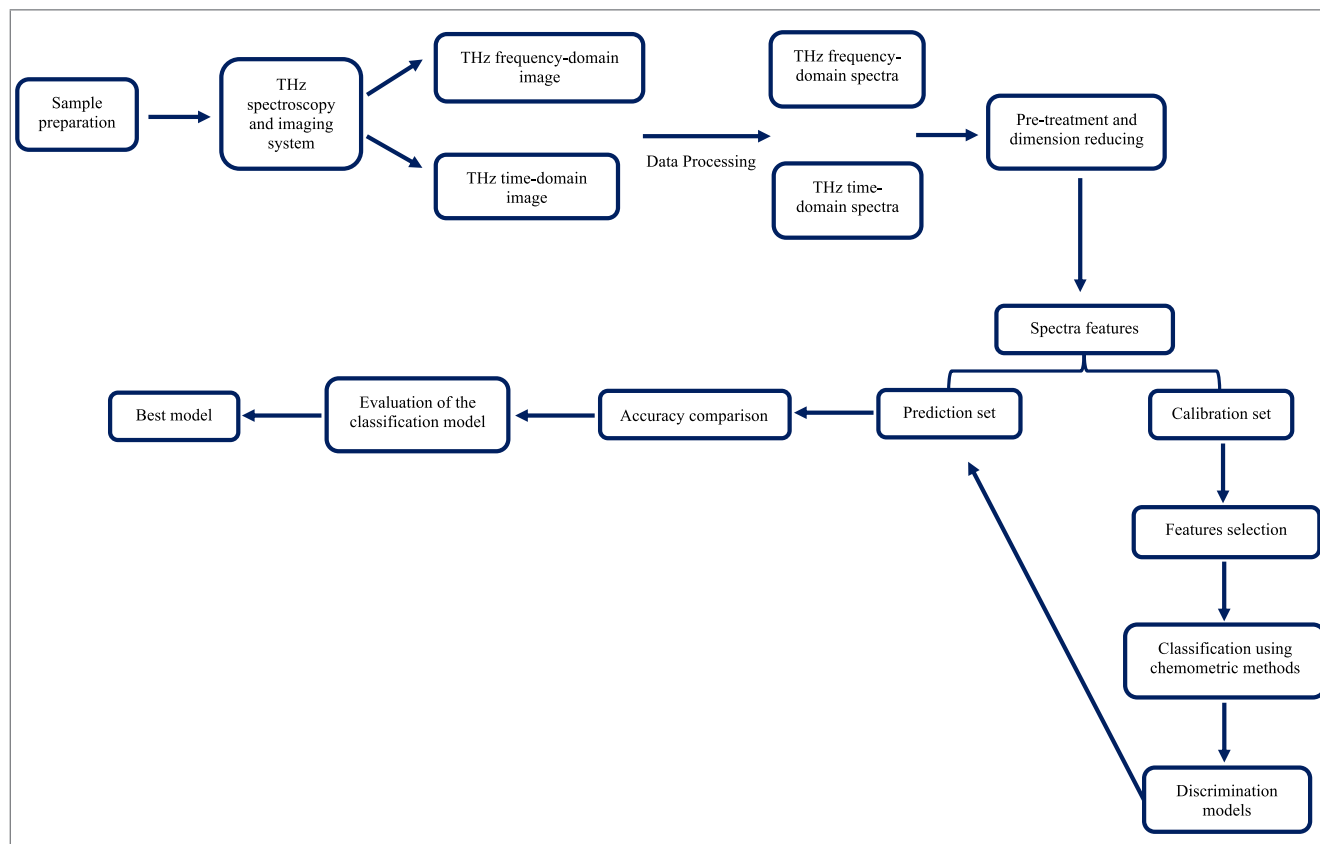 Sample
preparation
THz
spectroscopy
and imaging
system
THz frequency-domain
image
THz time-domain
image
Data Processing
THz frequency-
domain spectra
THz time-
domain spectra
Pre-treatment and
dimension reducing
Spectra features
Prediction set
Calibration set
Accuracy comparison
Evaluation of the
classification model
Best model
Features selection
Classification using
chemometric methods
Discrimination
models